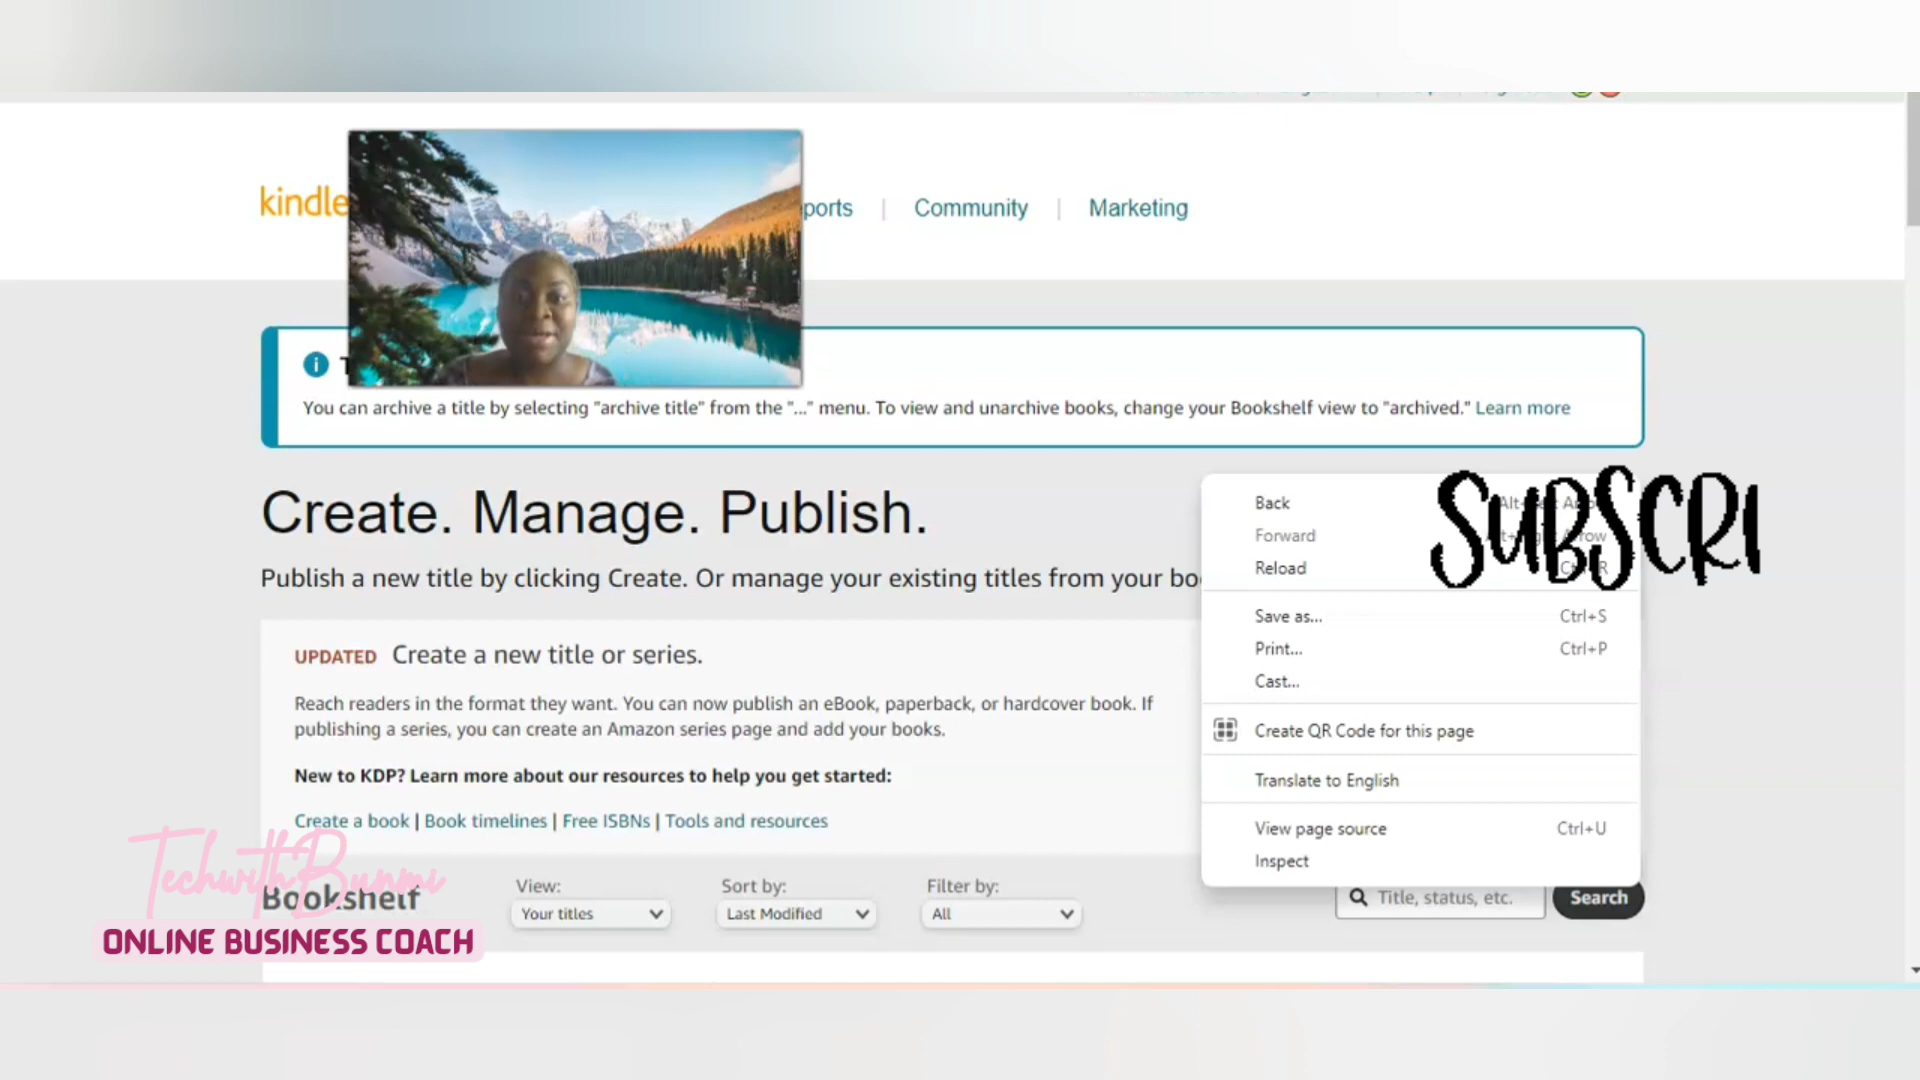 kindle
ports | Community | Marketing
You can archive a title by selecting "archive title" from the "..." menu. To view and unarchive books, change your Bookshelf view to "archived." Learn more
Create. Manage. Publish.
Publish a new title by clicking Create. Or manage your existing titles from your bo
UPDATED Create a new title or series.
Reach readers in the format they want. You can now publish an eBook, paperback, or hardcover book. If
publishing a series, you can create an Amazon series page and add your books.
New to KDP? Learn more about our resources to help you get started:
Create a book | Book timelines | Free ISBNs | Tools and resources
Back
Forward
Reload
SUBSCRI
Save as... Ctrl+S
Print... Ctrl+P
Cast...
Create QR Code for this page
Translate to English
View page source Ctrl+U
Inspect
TechwithBunmi
Bookshelf
View:
Your titles
Sort by:
Last Modified
Filter by:
All
Title, status, etc.
Search
ONLINE BUSINESS COACH